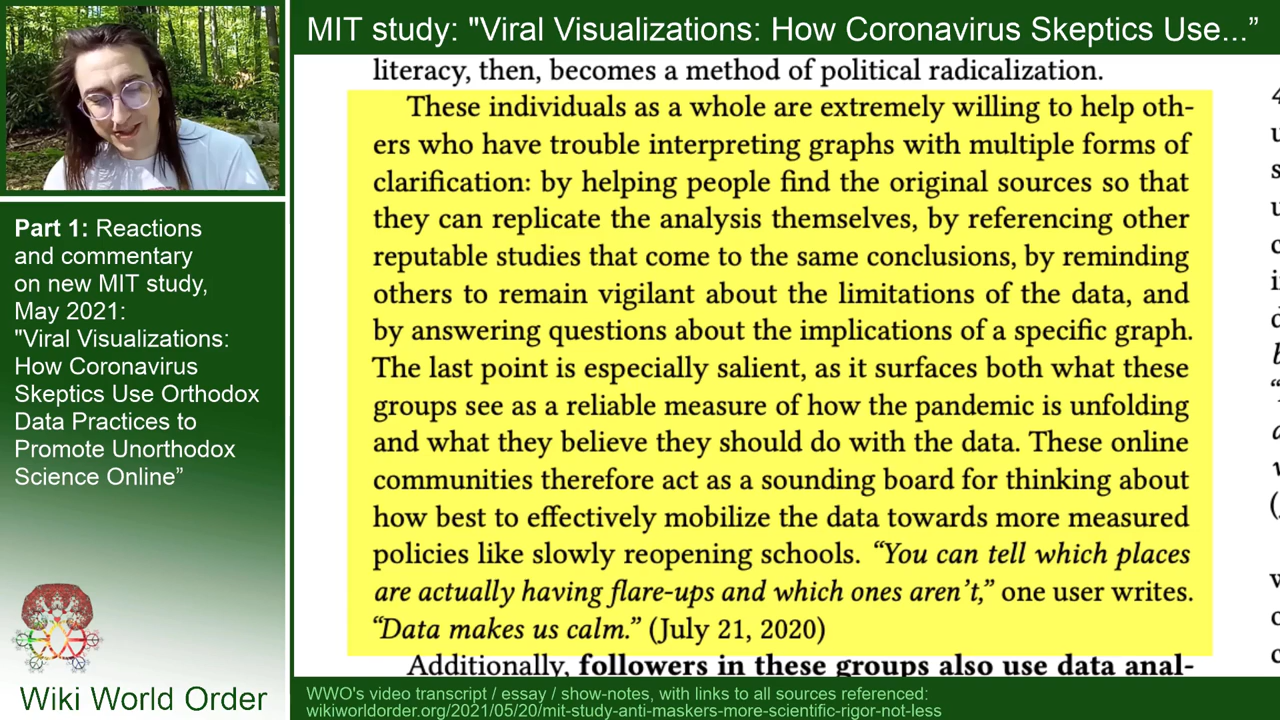 MIT study: "Viral Visualizations: How Coronavirus Skeptics Use...”
Part 1: Reactions
and commentary
on new MIT study,
May 2021:
"Viral Visualizations:
How Coronavirus
Skeptics Use Orthodox
Data Practices to
Promote Unorthodox
Science Online”
Wiki World Order
literacy, then, becomes a method of political radicalization.
These individuals as a whole are extremely willing to help oth-
ers who have trouble interpreting graphs with multiple forms of
clarification: by helping people find the original sources so that
they can replicate the analysis themselves, by referencing other
reputable studies that come to the same conclusions, by reminding
others to remain vigilant about the limitations of the data, and
by answering questions about the implications of a specific graph.
The last point is especially salient, as it surfaces both what these
groups see as a reliable measure of how the pandemic is unfolding
and what they believe they should do with the data. These online
communities therefore act as a sounding board for thinking about
how best to effectively mobilize the data towards more measured
policies like slowly reopening schools. “You can tell which places
are actually having flare-ups and which ones aren’t,” one user writes.
“Data makes us calm.” (July 21, 2020)
Additionally, followers in these groups also use data anal-
WWO's video transcript / essay / show-notes, with links to all sources referenced:
wikiworldorder.org/2021/05/20/mit-study-anti-maskers-more-scientific-rigor-not-less